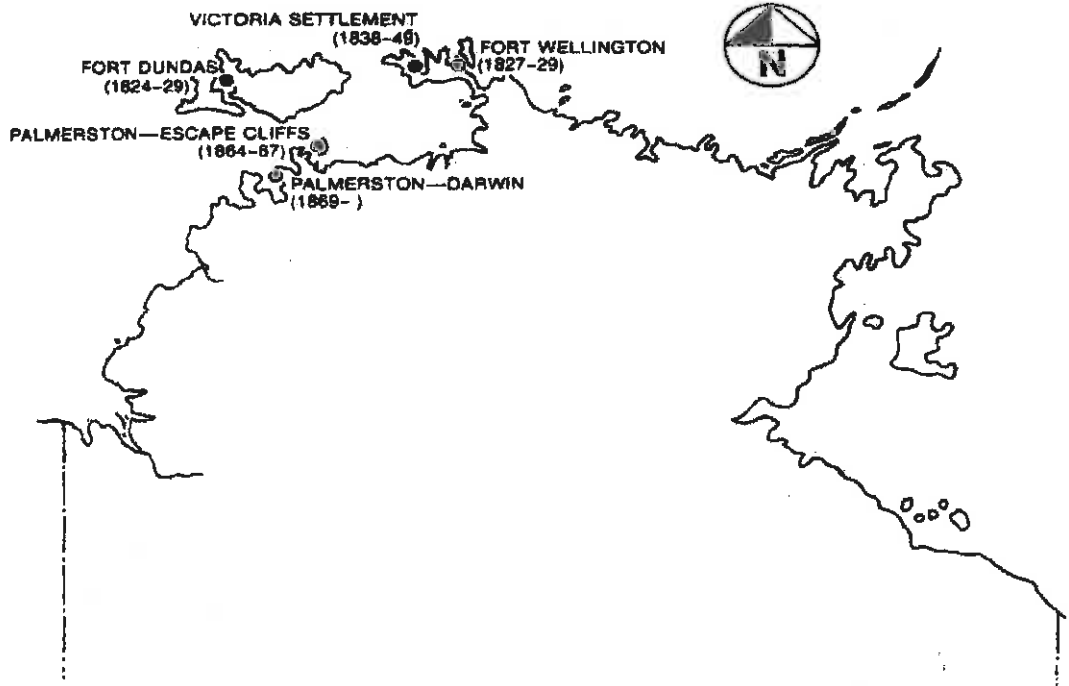 VICTORIA SETTLEMENT
(1838-49)
FORT WELLINGTON
(1827-29)
FORT DUNDAS
(1824-29)
PALMERSTON—ESCAPE CLIFFS
(1864-67)
PALMERSTON—DARWIN
(1869- )
N